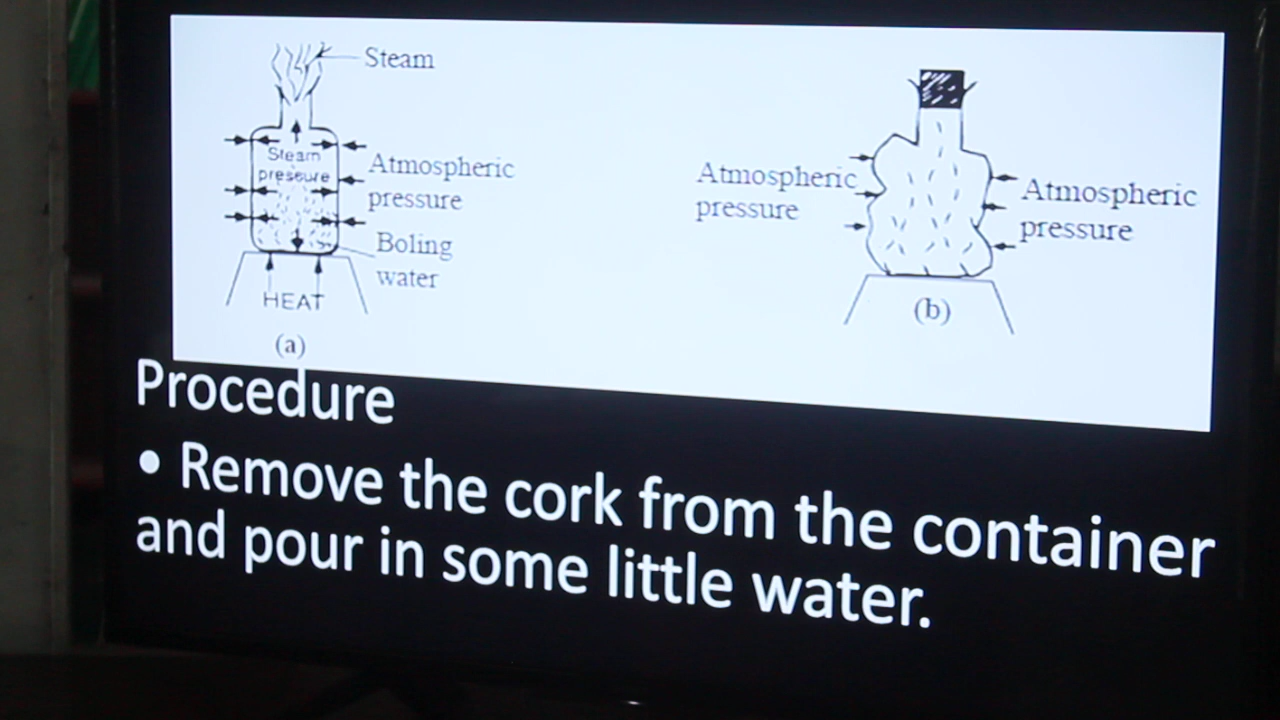 Steam
Steam
pressure
Atmospheric
pressure
Boling
water
HEAT
(a)
Atmospheric
pressure
Atmospheric
pressure
(b)
Procedure
• Remove the cork from the container
and pour in some little water.